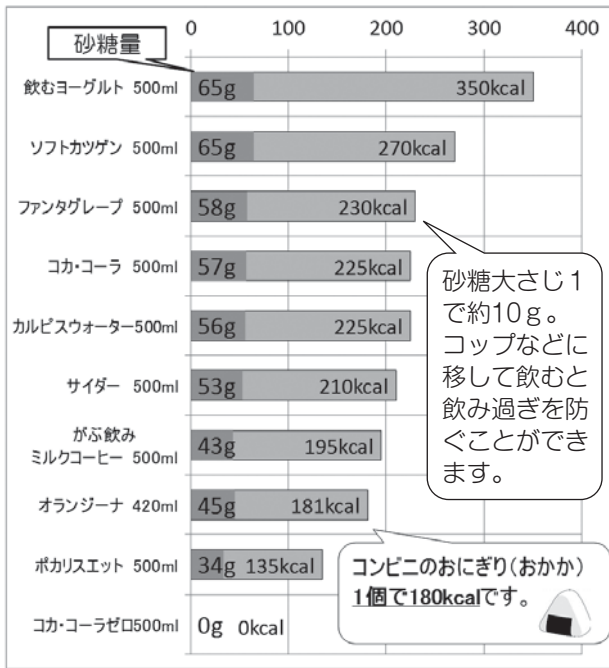 砂糖量
0 100 200 300 400
飲むヨーグルト 500ml 65g 350kcal
ソフトカツゲン 500ml 65g 270kcal
ファンタグレープ 500ml 58g 230kcal
コカ・コーラ 500ml 57g 225kcal
カルピスウォーター500ml 56g 225kcal
サイダー 500ml 53g 210kcal
がぶ飲み
ミルクコーヒー 500ml 43g 195kcal
オランジーナ 420ml 45g 181kcal
ポカリスエット 500ml 34g 135kcal
コカ・コーラゼロ500ml 0g 0kcal
砂糖大さじ1
で約10g。
コップなどに
移して飲むと
飲み過ぎを防
ぐことができ
ます。
コンビニのおにぎり(おかか)
1個で180kcalです。